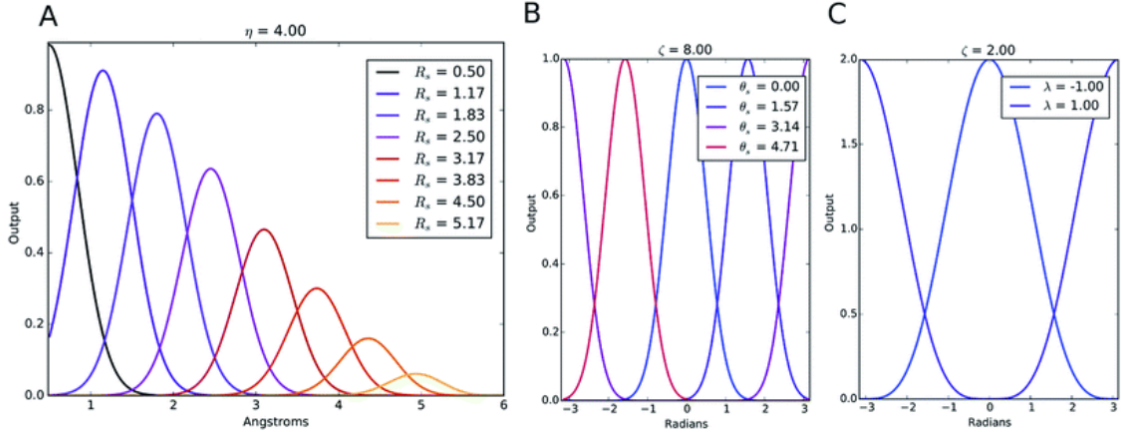 A
η = 4.00
Output
0.8
0.6
0.4
0.2
0.0
1 2 3 4 5 6
Angstroms
R_s = 0.50
R_s = 1.17
R_s = 1.83
R_s = 2.50
R_s = 3.17
R_s = 3.83
R_s = 4.50
R_s = 5.17
B
ζ = 8.00
Output
1.0
0.8
0.6
0.4
0.2
0.0
-3 -2 -1 0 1 2 3
Radians
θ_s = 0.00
θ_s = 1.57
θ_s = 3.14
θ_s = 4.71
C
ζ = 2.00
Output
2.0
1.5
1.0
0.5
0.0
-3 -2 -1 0 1 2 3
Radians
λ = -1.00
λ = 1.00